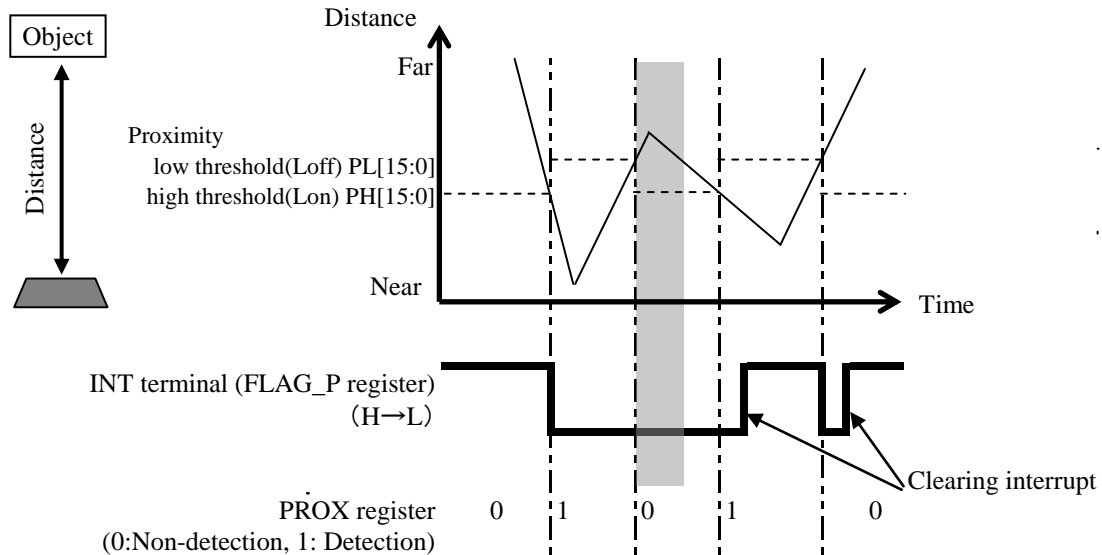 Object
Distance
Distance
Far
Proximity
low threshold(Loff) PL[15:0]
high threshold(Lon) PH[15:0]
Near
Time
INT terminal (FLAG_P register)
(H→L)
Clearing interrupt
PROX register
0 1 0 1 0
(0:Non-detection, 1: Detection)